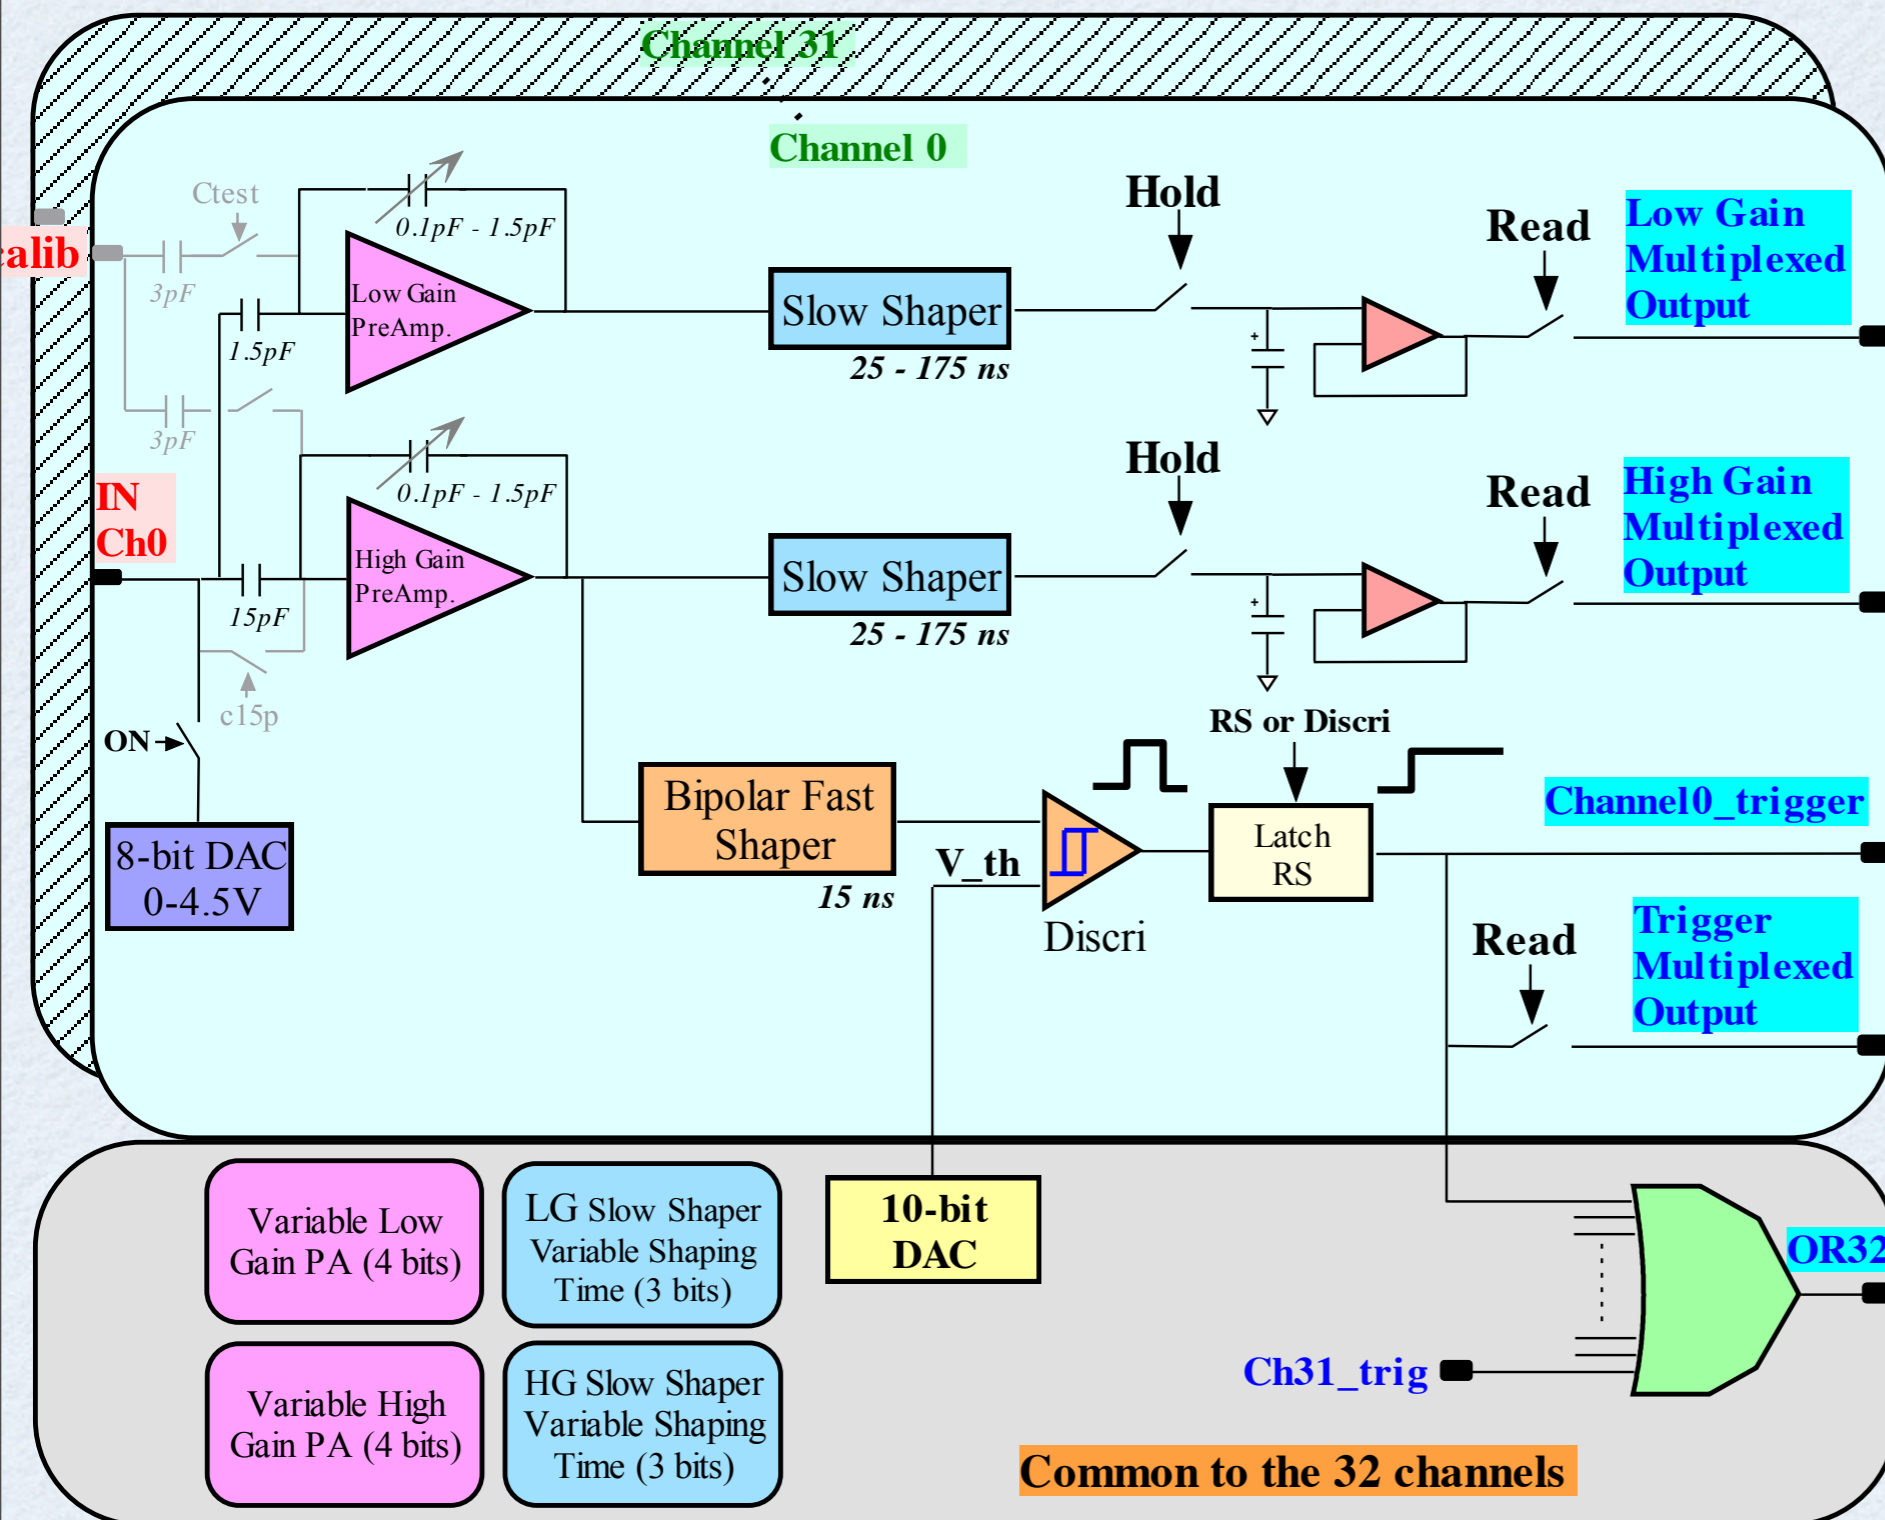 Channel 31
Channel 0
Ctest
0.1pF - 1.5pF
Hold
Read
Low Gain
Multiplexed
Output
calib
3pF
Low Gain
PreAmp.
1.5pF
Slow Shaper
25 - 175 ns
+
3pF
0.1pF - 1.5pF
Hold
Read
High Gain
Multiplexed
Output
IN
Ch0
High Gain
PreAmp.
15pF
Slow Shaper
25 - 175 ns
+
c15p
ON
RS or Discri
8-bit DAC
0-4.5V
Bipolar Fast
Shaper
15 ns
V_th
Discri
Latch
RS
Channel0_trigger
Read
Trigger
Multiplexed
Output
Variable Low
Gain PA (4 bits)
LG Slow Shaper
Variable Shaping
Time (3 bits)
10-bit
DAC
OR32
Variable High
Gain PA (4 bits)
HG Slow Shaper
Variable Shaping
Time (3 bits)
Ch31_trig
Common to the 32 channels